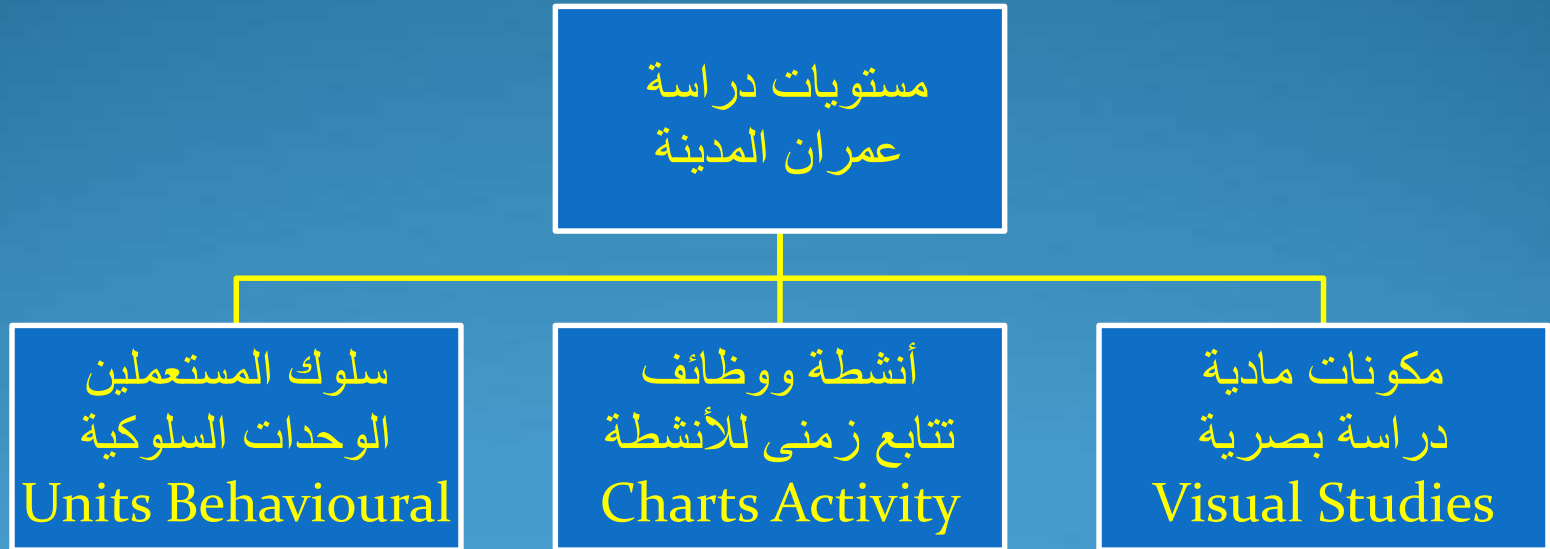 مستويات دراسة
عمران المدينة
مكونات مادية
دراسة بصرية
Visual Studies
أنشطة ووظائف
تتابع زمنى للأنشطة
Charts Activity
سلوك المستعملين
الوحدات السلوكية
Units Behavioural